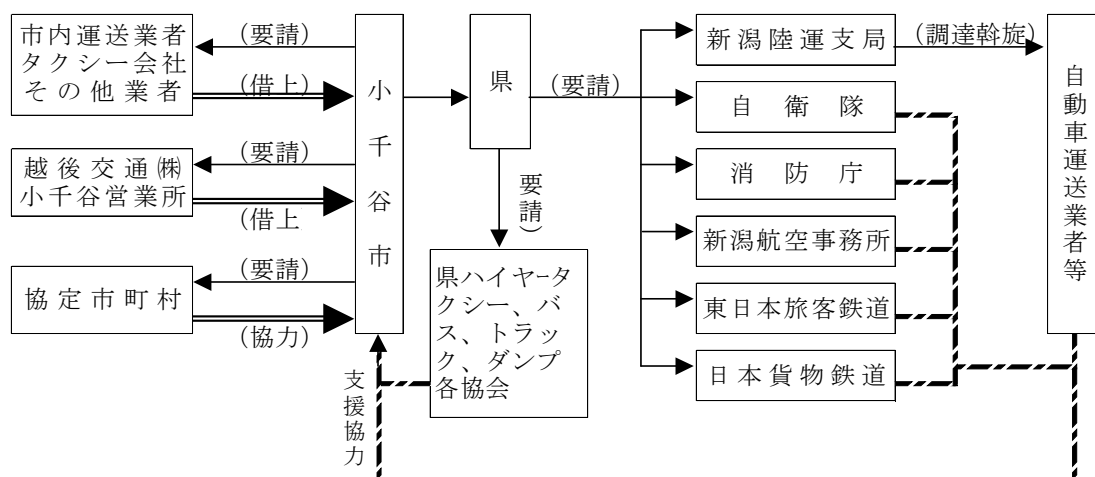 市内運送業者
タクシー会社
その他業者
(要請)
(借上)
越後交通㈱
小千谷営業所
(要請)
(借上
協定市町村
(要請)
(協力)
小千谷市
県
(要請)
(要請)
県ハイヤータ
クシー、バ
ス、トラッ
ク、ダンプ
各協会
支援協力
新潟陸運支局
(調達斡旋)
自衛隊
消防庁
新潟航空事務所
東日本旅客鉄道
日本貨物鉄道
自動車運送業者等